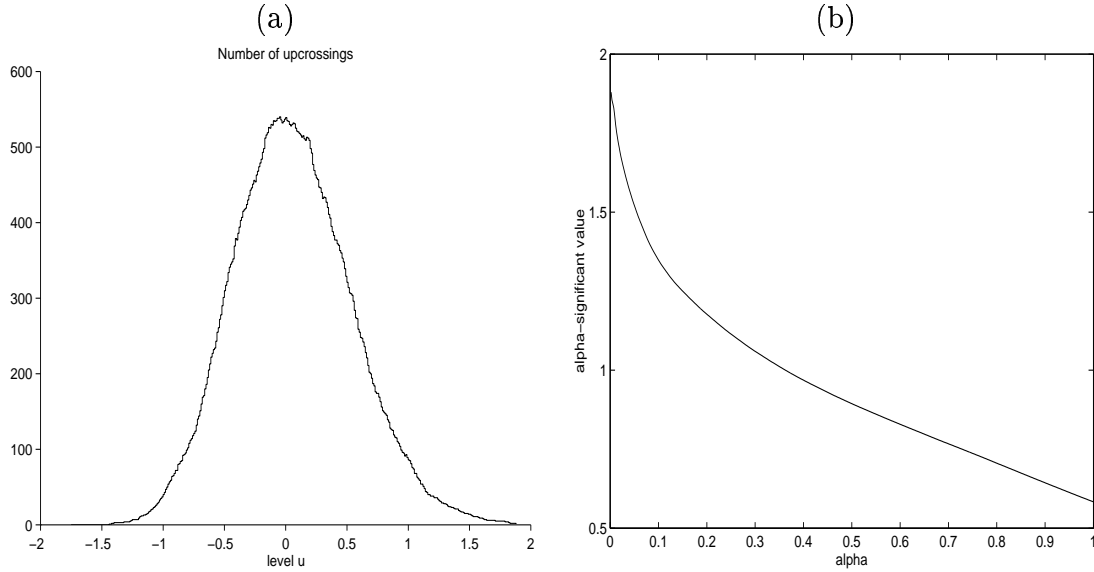 (a)
Number of upcrossings
600
500
400
300
200
100
0
−2 −1.5 −1 −0.5 0 0.5 1 1.5 2
level u
(b)
2
1.5
1
0.5
alpha−significant value
0 0.1 0.2 0.3 0.4 0.5 0.6 0.7 0.8 0.9 1
alpha